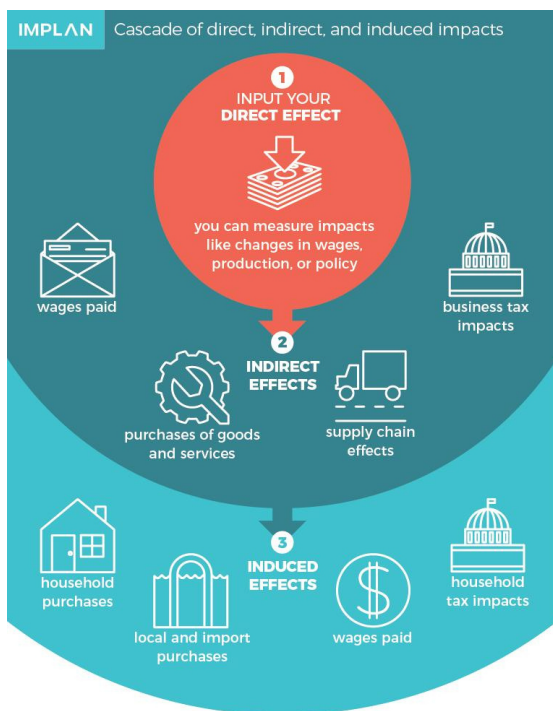 IMPLAN
Cascade of direct, indirect, and induced impacts
1
INPUT YOUR
DIRECT EFFECT
you can measure impacts
like changes in wages,
production, or policy
wages paid
business tax
impacts
2
INDIRECT
EFFECTS
purchases of goods
and services
supply chain
effects
3
INDUCED
EFFECTS
household
purchases
local and import
purchases
$
wages paid
household
tax impacts